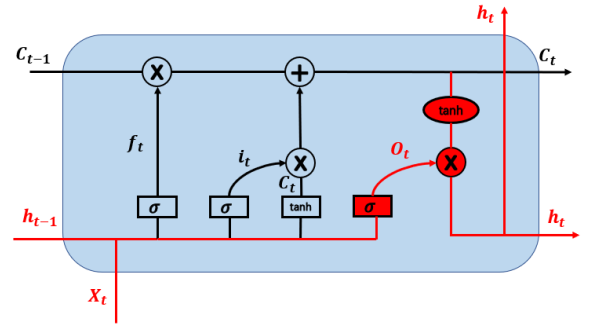 h_t
C_{t-1}
C_t
X
+
tanh
f_t
i_t
O_t
X
X
C_t
h_{t-1}
σ
σ
tanh
σ
h_t
X_t